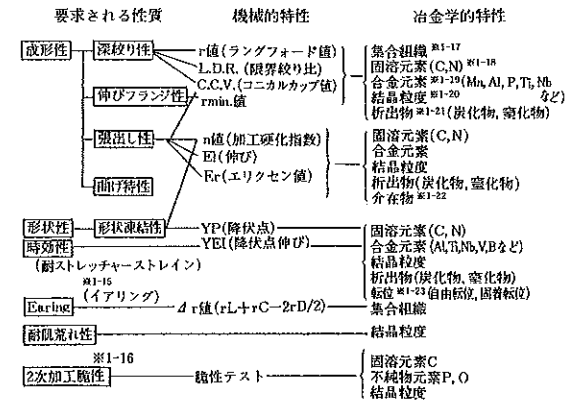 要求される性質 機械的特性 冶金学的特性
成形性 深絞り性 r値(ラングフォード値) 集合組織※1-17
L.D.R.(限界絞り比) 固溶元素(C,N)※1-18
C.C.V.(コニカルカップ値) 合金元素※1-19(Mn,Al,P,Ti,Nb
伸びフランジ性 rmin.値 結晶粒度※1-20 など)
析出物※1-21(炭化物,窒化物)
張出し性 n値(加工硬化指数) 固溶元素(C,N)
El(伸び) 合金元素
Er(エリクセン値) 結晶粒度
曲げ特性 析出物(炭化物,窒化物)
介在物※1-22
形状性 形状凍結性 YP(降伏点) 固溶元素(C,N)
時効性 YEl(降伏点伸び) 合金元素(Al,Ti,Nb,V,Bなど)
(耐ストレッチャーストレイン) 結晶粒度
析出物(炭化物,窒化物)
※1-15
(イアリング) 転位※1-23(自由転位,固着転位)
Earing Δr値(rL+rC-2rD/2) 集合組織
耐肌荒れ性 結晶粒度
※1-16
2次加工脆性 脆性テスト 固溶元素C
不純物元素P,O
結晶粒度